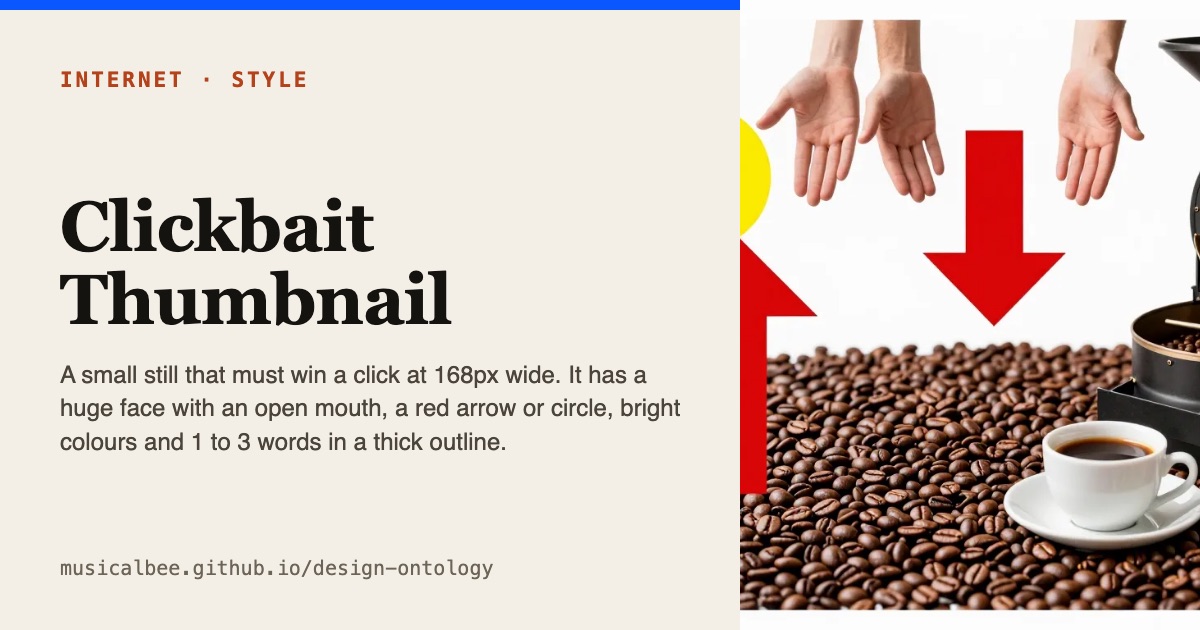 INTERNET · STYLE
Clickbait
Thumbnail
A small still that must win a click at 168px wide. It has a
huge face with an open mouth, a red arrow or circle, bright
colours and 1 to 3 words in a thick outline.
musicalbee.github.io/design-ontology